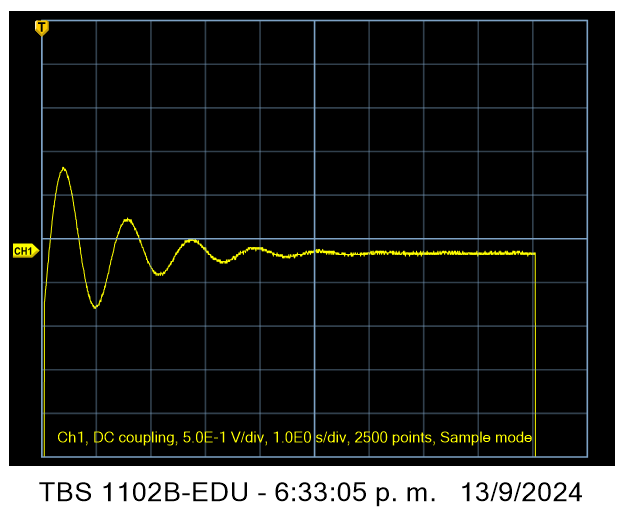 T
CH1
Ch1, DC coupling, 5.0E-1 V/div, 1.0E0 s/div, 2500 points, Sample mode
TBS 1102B-EDU - 6:33:05 p. m. 13/9/2024